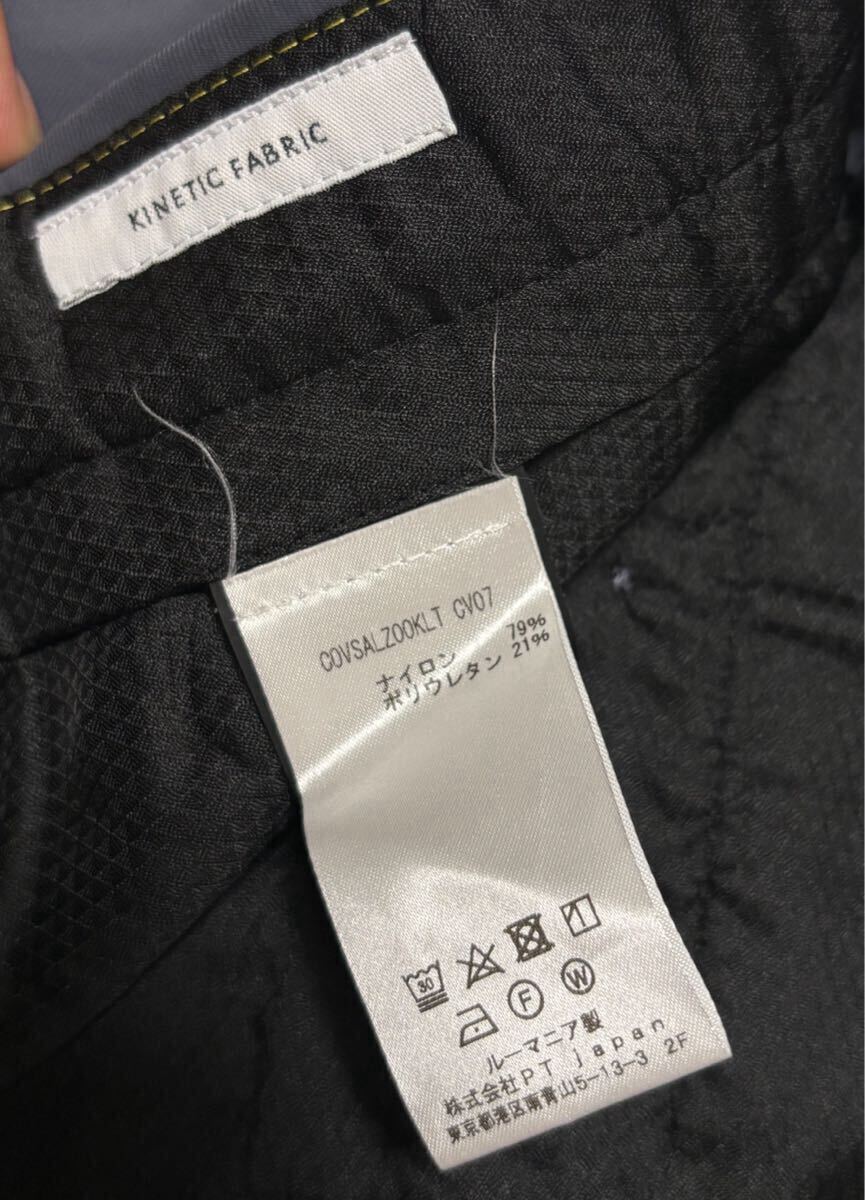 KINETIC FABRIC
COVSALZ00KLT CV07
ナイロン 79%
ポリウレタン 21%
30
F W
ルーマニア製
株式会社PT japan
東京都港区南青山5-13-3 2F